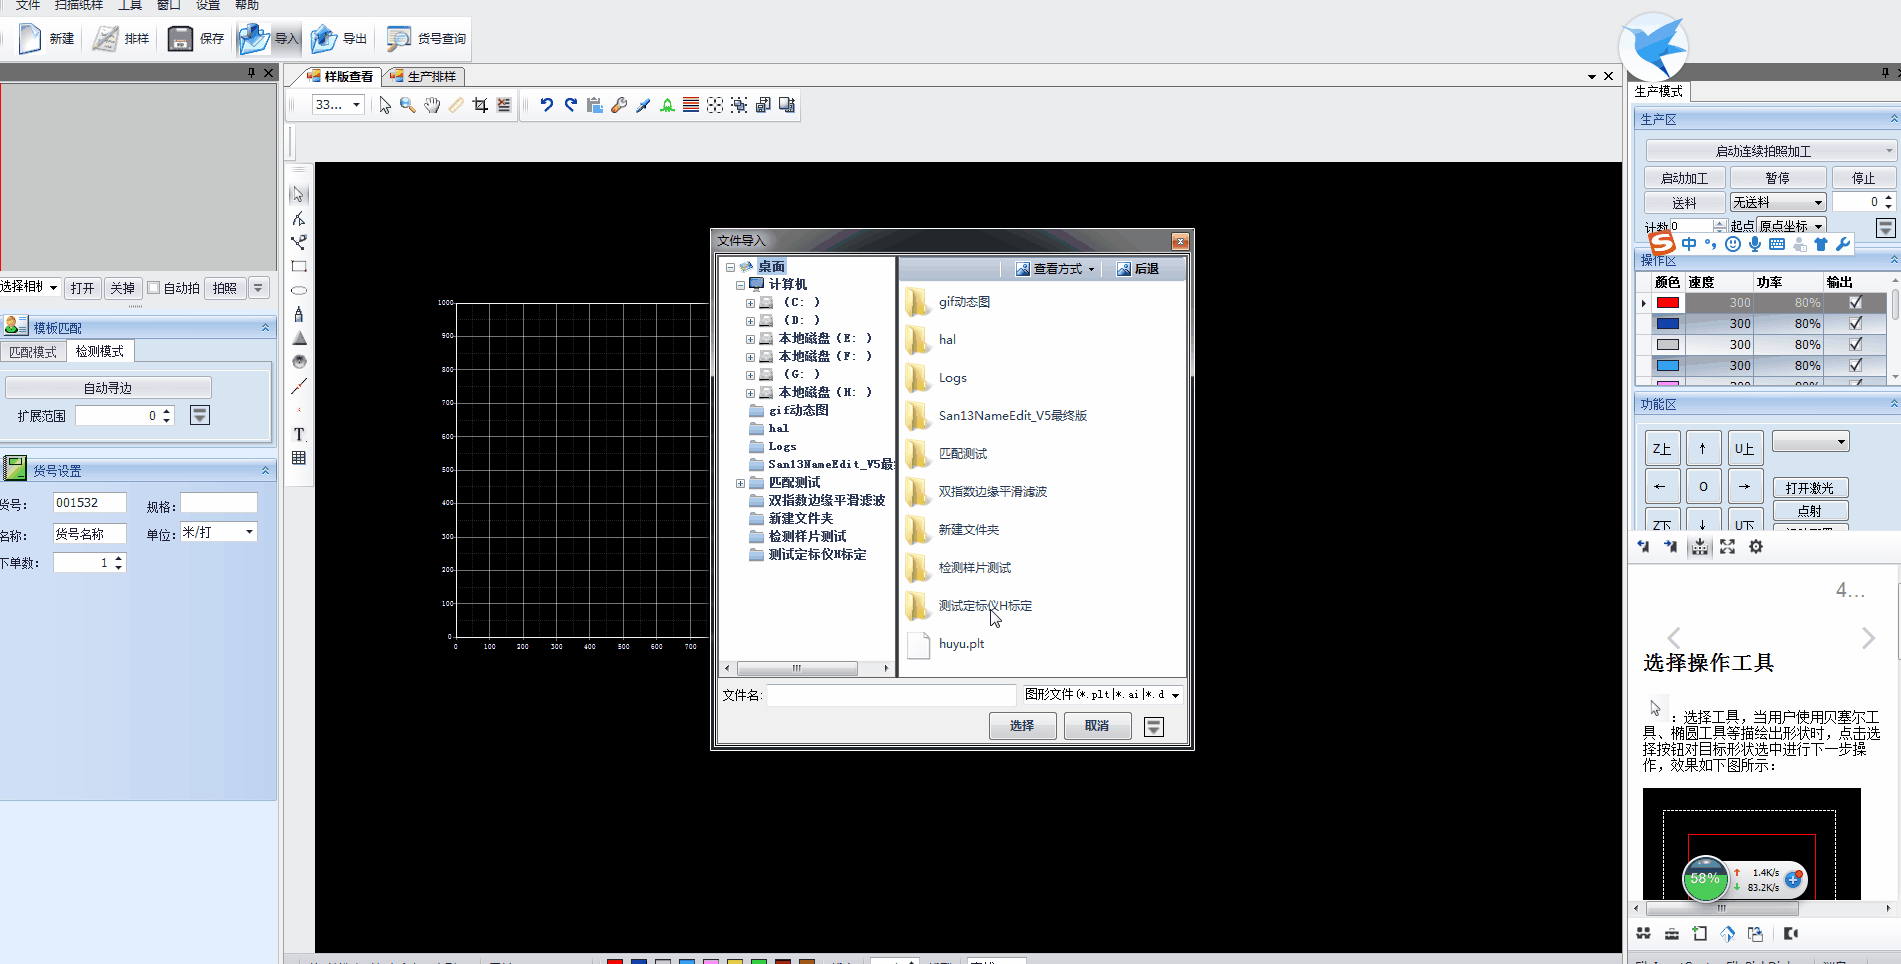 文件 扫描纸样 工具 窗口 设置 帮助
新建 排样 保存 导入 导出 货号查询
样版查看 生产排样
33...
选择相机 打开 关掉 自动拍 拍照
模板匹配
匹配模式 检测模式
自动寻边
扩展范围 0
货号设置
货号: 001532 规格:
名称: 货号名称 单位: 米/打
下单数: 1
1000
900
800
700
600
500
400
300
200
100
0
0 100 200 300 400 500 600 700
文件导入
桌面
计算机
(C: )
(D: )
本地磁盘 (E: )
本地磁盘 (F: )
(G: )
本地磁盘 (H: )
gif动态图
hal
Logs
San13NameEdit_V5最
匹配测试
双指数边缘平滑滤波
新建文件夹
检测样片测试
测试定标仪H标定
查看方式 后退
gif动态图
hal
Logs
San13NameEdit_V5最终版
匹配测试
双指数边缘平滑滤波
新建文件夹
检测样片测试
测试定标仪H标定
huyu.plt
文件名:
图形文件(*.plt|*.ai|*.d
选择 取消
生产模式
生产区
启动连续拍照加工
启动加工 暂停 停止
送料 无送料 0
计数 0 起点 原点坐标
中
操作区
颜色 速度 功率 输出
300 80%
300 80%
300 80%
300 80%
300 80%
功能区
Z上 ↑ U上
← O → 打开激光
点射
Z下 ↓ U下
4...
选择操作工具
：选择工具，当用户使用贝塞尔工
具、椭圆工具等描绘出形状时，点击选
择按钮对目标形状选中进行下一步操
作，效果如下图所示：
58% 1.4K/s
83.2K/s